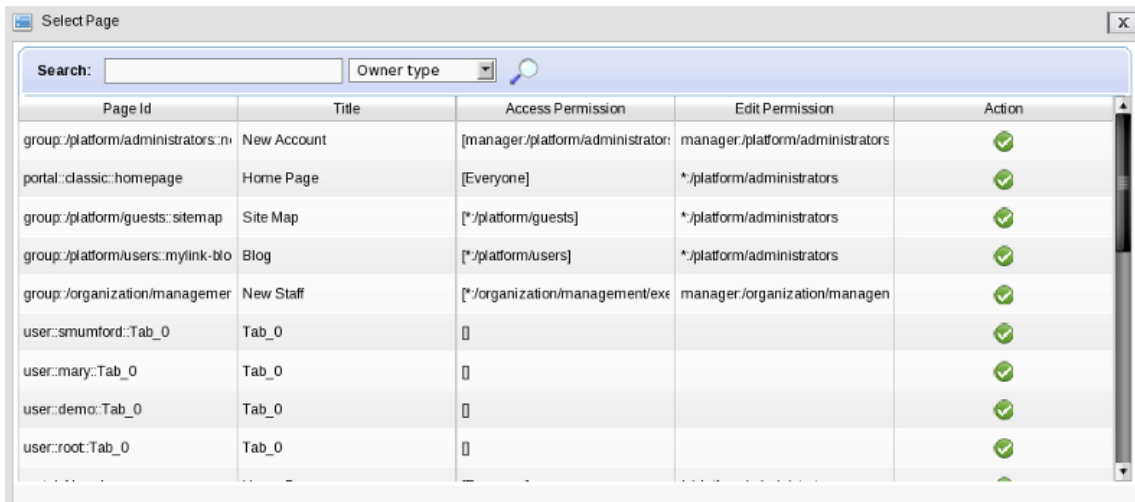 Select Page
Search: Owner type
Page Id Title Access Permission Edit Permission Action
group::/platform/administrators::n New Account [manager:/platform/administrator manager:/platform/administrators
portal::classic::homepage Home Page [Everyone] *:/platform/administrators
group::/platform/guests::sitemap Site Map [*:/platform/guests] *:/platform/administrators
group::/platform/users::mylink-blo Blog [*:/platform/users] *:/platform/administrators
group::/organization/managemer New Staff [*:/organization/management/exe manager:/organization/managen
user::smumford::Tab_0 Tab_0 []
user::mary::Tab_0 Tab_0 []
user::demo::Tab_0 Tab_0 []
user::root::Tab_0 Tab_0 []